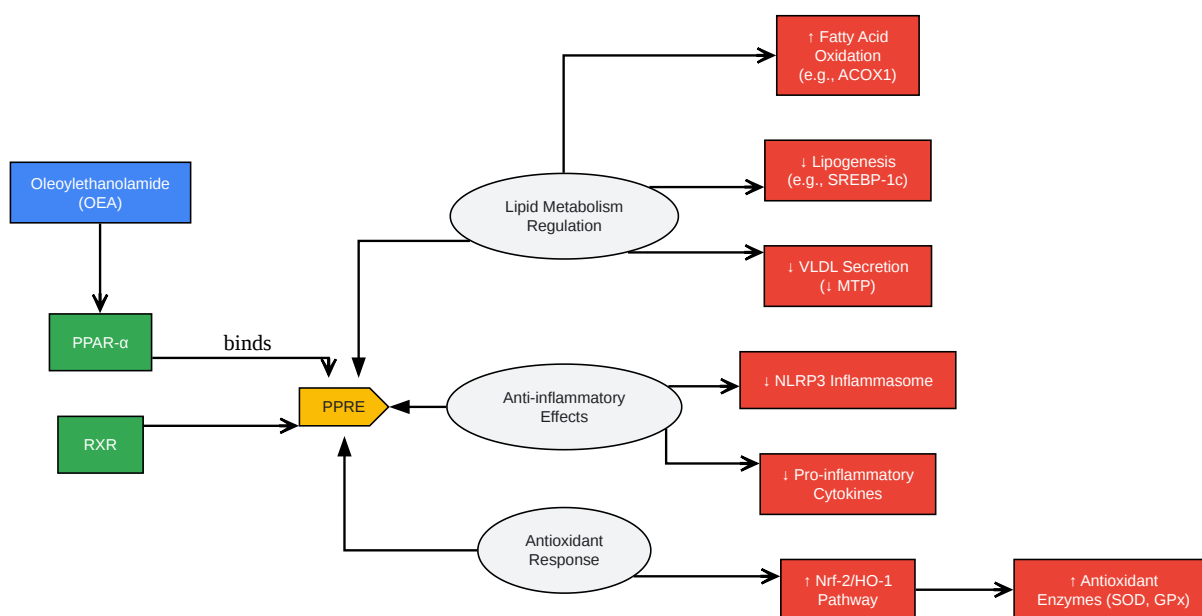 ↑ Fatty Acid
Oxidation
(e.g., ACOX1)
↓ Lipogenesis
(e.g., SREBP-1c)
Oleoylethanolamide
(OEA)
Lipid Metabolism
Regulation
↓ VLDL Secretion
(↓ MTP)
PPAR-α
binds
↓ NLRP3 Inflammasome
Anti-inflammatory
Effects
PPRE
RXR
↓ Pro-inflammatory
Cytokines
Antioxidant
Response
↑ Nrf-2/HO-1
Pathway
↑ Antioxidant
Enzymes (SOD, GPx)